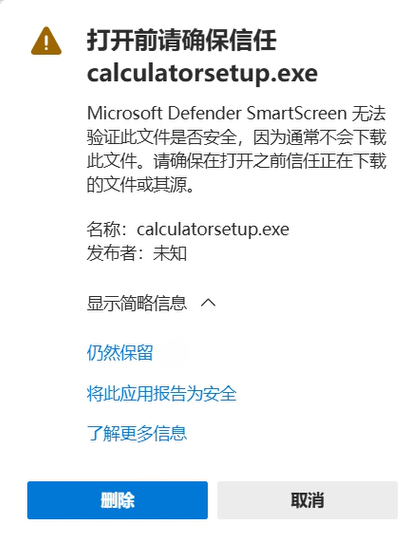 打开前请确保信任
calculatorsetup.exe
Microsoft Defender SmartScreen 无法
验证此文件是否安全，因为通常不会下载
此文件。请确保在打开之前信任正在下载
的文件或其源。
名称：calculatorsetup.exe
发布者：未知
显示简略信息
仍然保留
将此应用报告为安全
了解更多信息
删除
取消